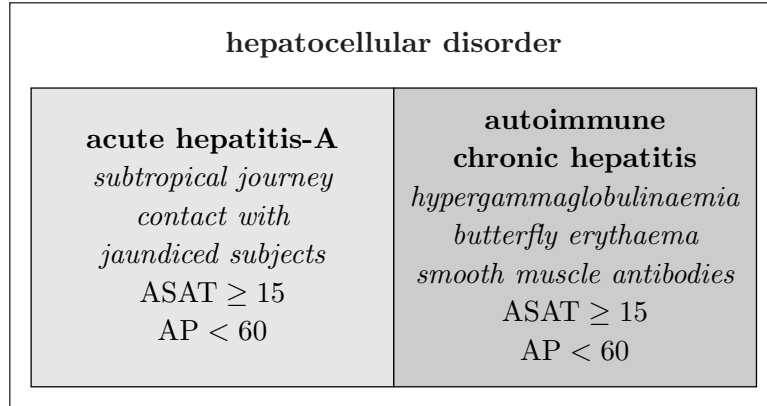 hepatocellular disorder
acute hepatitis-A
subtropical journey
contact with
jaundiced subjects
ASAT ≥ 15
AP < 60
autoimmune
chronic hepatitis
hypergammaglobulinaemia
butterfly erythaema
smooth muscle antibodies
ASAT ≥ 15
AP < 60